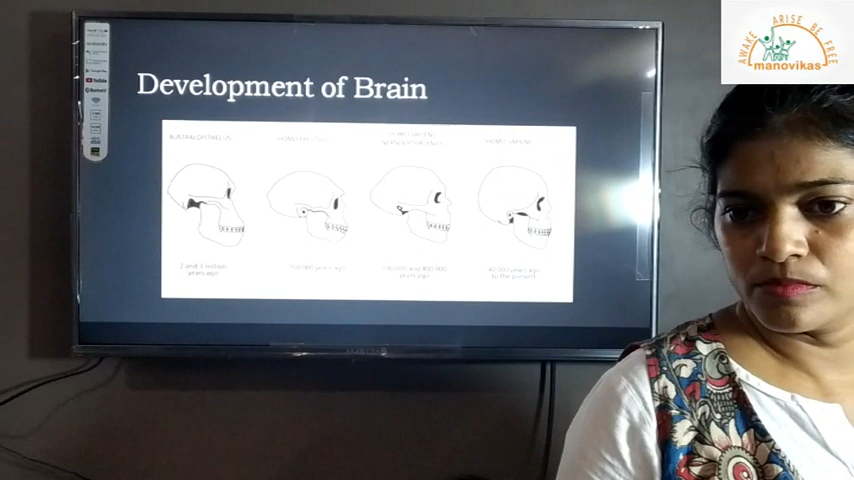 AWAKE ARISE BE FREE
manovikas
Development of Brain
AUSTRALOPITHECUS
HOMO ERECTUS
HOMO SAPIENS
NEANDERTHALENSIS
HOMO SAPIENS
2 and 3 million
years ago
750 000 years ago
100 000 and 400 000
years ago
40 000 years ago
to the present
YouTube